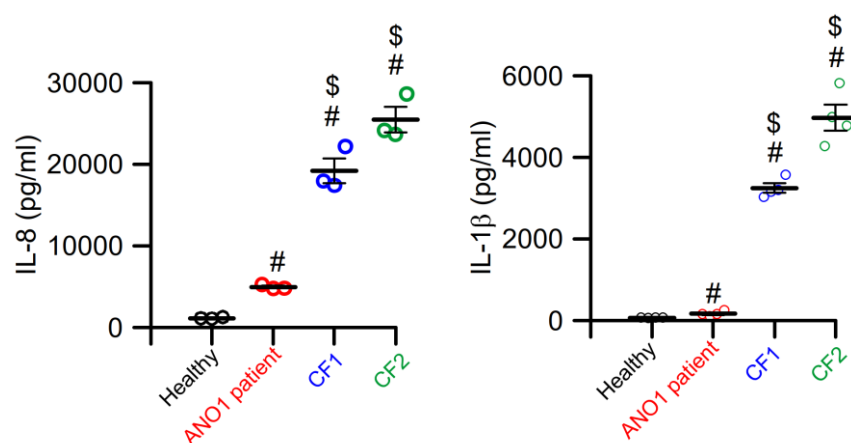 IL-8 (pg/ml)
30000
20000
10000
0
#
$
#
$
#
Healthy
ANO1 patient
CF1
CF2
IL-1β (pg/ml)
6000
4000
2000
0
#
$
#
$
#
Healthy
ANO1 patient
CF1
CF2